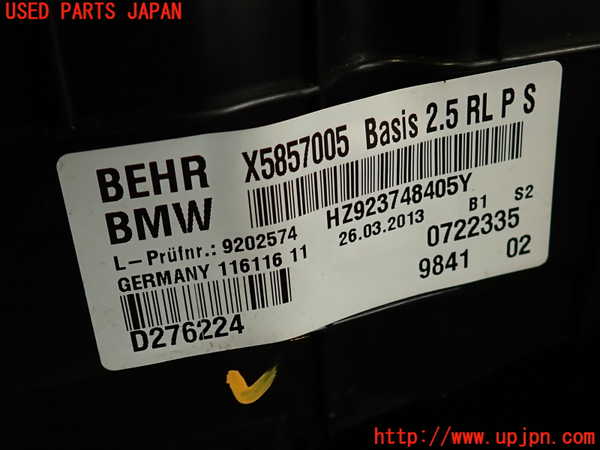 USED PARTS JAPAN
BEHR X5857005 Basis 2.5 RL P S
BMW HZ923748405Y B1 S2
L-Prüfnr.: 9202574 26.03.2013 0722335
GERMANY 116116 11 9841 02
D276224
http://www.upjpn.com/